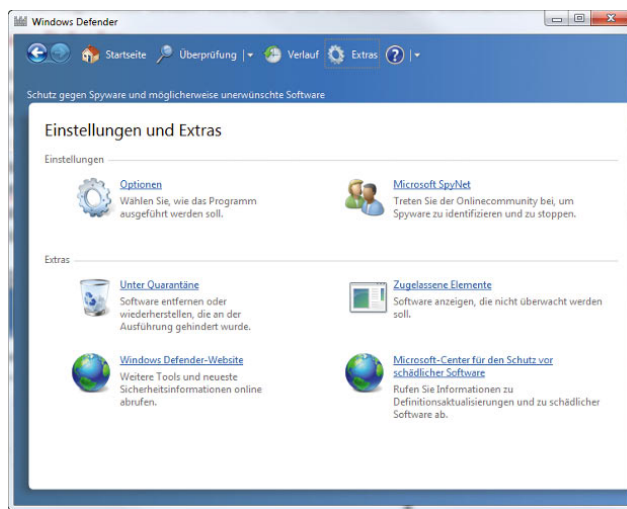 Windows Defender
Startseite Überprüfung Verlauf Extras
Schutz gegen Spyware und möglicherweise unerwünschte Software
Einstellungen und Extras
Einstellungen
Optionen
Wählen Sie, wie das Programm
ausgeführt werden soll.
Microsoft SpyNet
Treten Sie der Onlinecommunity bei, um
Spyware zu identifizieren und zu stoppen.
Extras
Unter Quarantäne
Software entfernen oder
wiederherstellen, die an der
Ausführung gehindert wurde.
Zugelassene Elemente
Software anzeigen, die nicht überwacht werden
soll.
Windows Defender-Website
Weitere Tools und neueste
Sicherheitsinformationen online
abrufen.
Microsoft-Center für den Schutz vor
schädlicher Software
Rufen Sie Informationen zu
Definitionsaktualisierungen und zu schädlicher
Software ab.